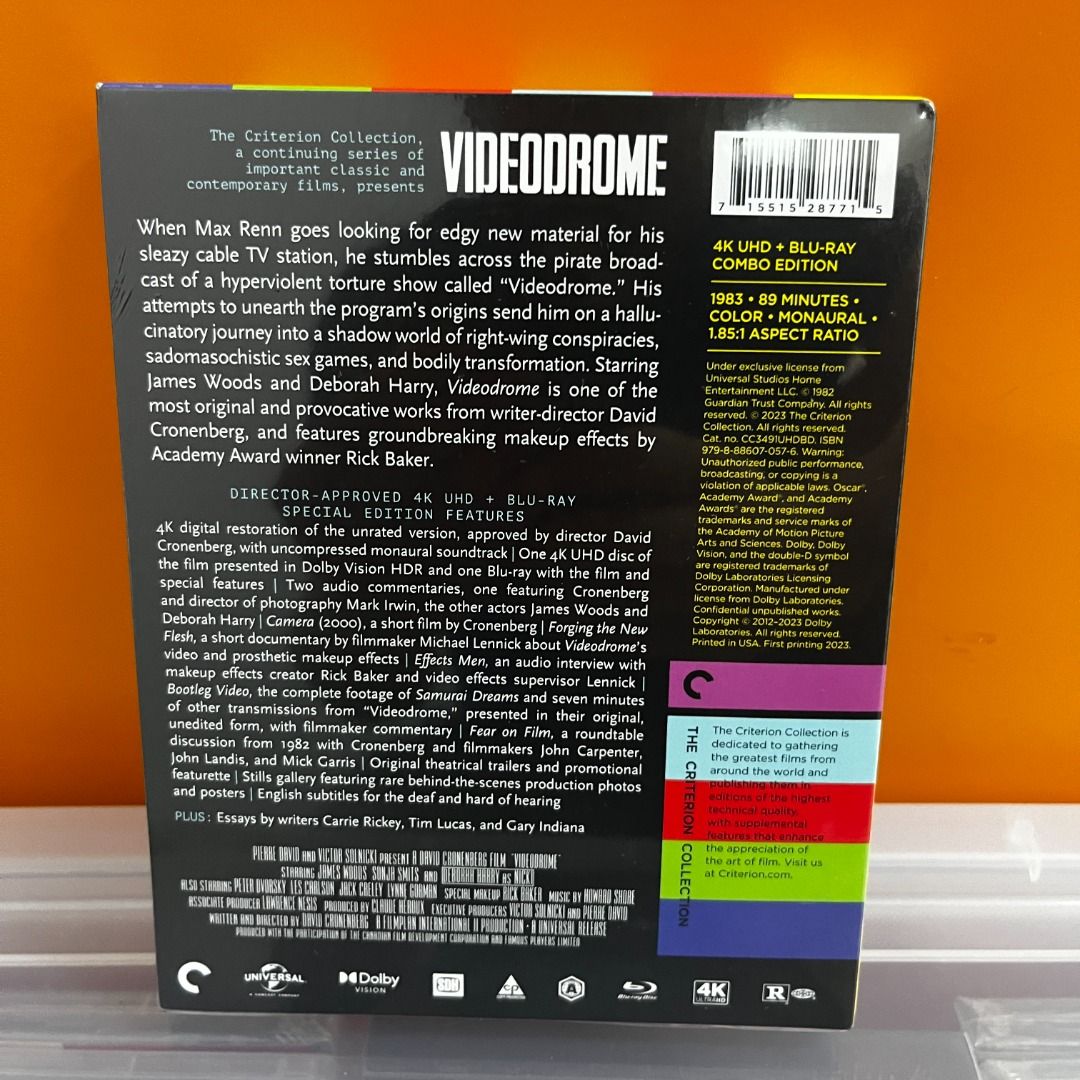 The Criterion Collection,
a continuing series of
important classic and
contemporary films, presents
VIDEODROME
When Max Renn goes looking for edgy new material for his
sleazy cable TV station, he stumbles across the pirate broad-
cast of a hyperviolent torture show called “Videodrome.” His
attempts to unearth the program’s origins send him on a hallu-
cinatory journey into a shadow world of right-wing conspiracies,
sadomasochistic sex games, and bodily transformation. Starring
James Woods and Deborah Harry, Videodrome is one of the
most original and provocative works from writer-director David
Cronenberg, and features groundbreaking makeup effects by
Academy Award winner Rick Baker.
DIRECTOR-APPROVED 4K UHD + BLU-RAY
SPECIAL EDITION FEATURES
4K digital restoration of the unrated version, approved by director David
Cronenberg, with uncompressed monaural soundtrack | One 4K UHD disc of
the film presented in Dolby Vision HDR and one Blu-ray with the film and
special features | Two audio commentaries, one featuring Cronenberg
and director of photography Mark Irwin, the other actors James Woods and
Deborah Harry | Camera (2000), a short film by Cronenberg | Forging the New
Flesh, a short documentary by filmmaker Michael Lennick about Videodrome’s
video and prosthetic makeup effects | Effects Men, an audio interview with
makeup effects creator Rick Baker and video effects supervisor Lennick |
Bootleg Video, the complete footage of Samurai Dreams and seven minutes
of other transmissions from “Videodrome,” presented in their original,
unedited form, with filmmaker commentary | Fear on Film, a roundtable
discussion from 1982 with Cronenberg and filmmakers John Carpenter,
John Landis, and Mick Garris | Original theatrical trailers and promotional
featurette | Stills gallery featuring rare behind-the-scenes production photos
and posters | English subtitles for the deaf and hard of hearing
PLUS: Essays by writers Carrie Rickey, Tim Lucas, and Gary Indiana
PIERRE DAVID AND VICTOR SOLNICKI PRESENT A DAVID CRONENBERG FILM "VIDEODROME"
STARRING JAMES WOODS SONJA SMITS AND DEBORAH HARRY AS NICKI
ALSO STARRING PETER DVORSKY LES CARLSON JACK CRELEY LYNNE GORMAN SPECIAL MAKEUP RICK BAKER MUSIC BY HOWARD SHORE
ASSOCIATE PRODUCER LAWRENCE NESIS PRODUCED BY CLAUDE HEROUX EXECUTIVE PRODUCERS VICTOR SOLNICKI AND PIERRE DAVID
WRITTEN AND DIRECTED BY DAVID CRONENBERG A FILMPLAN INTERNATIONAL II PRODUCTION · A UNIVERSAL RELEASE
PRODUCED WITH THE PARTICIPATION OF THE CANADIAN FILM DEVELOPMENT CORPORATION AND FAMOUS PLAYERS LIMITED
7 15515 28771 5
4K UHD + BLU-RAY
COMBO EDITION
1983 • 89 MINUTES •
COLOR • MONAURAL •
1.85:1 ASPECT RATIO
Under exclusive license from
Universal Studios Home
Entertainment LLC. © 1982
Guardian Trust Company. All rights
reserved. © 2023 The Criterion
Collection. All rights reserved.
Cat. no. CC3491UHDBD. ISBN
979-8-88607-057-6. Warning:
Unauthorized public performance,
broadcasting, or copying is a
violation of applicable laws. Oscar®,
Academy Award®, and Academy
Awards® are the registered
trademarks and service marks of
the Academy of Motion Picture
Arts and Sciences. Dolby, Dolby
Vision, and the double-D symbol
are registered trademarks of
Dolby Laboratories Licensing
Corporation. Manufactured under
license from Dolby Laboratories.
Confidential unpublished works.
Copyright © 2012–2023 Dolby
Laboratories. All rights reserved.
Printed in USA. First printing 2023.
THE CRITERION COLLECTION
The Criterion Collection is
dedicated to gathering
the greatest films from
around the world and
publishing them in
editions of the highest
technical quality,
with supplemental
features that enhance
the appreciation of
the art of film. Visit us
at Criterion.com.
UNIVERSAL
A COMCAST COMPANY
Dolby
VISION
SDH
CP
A
Blu-ray Disc
4K
ULTRA HD
R